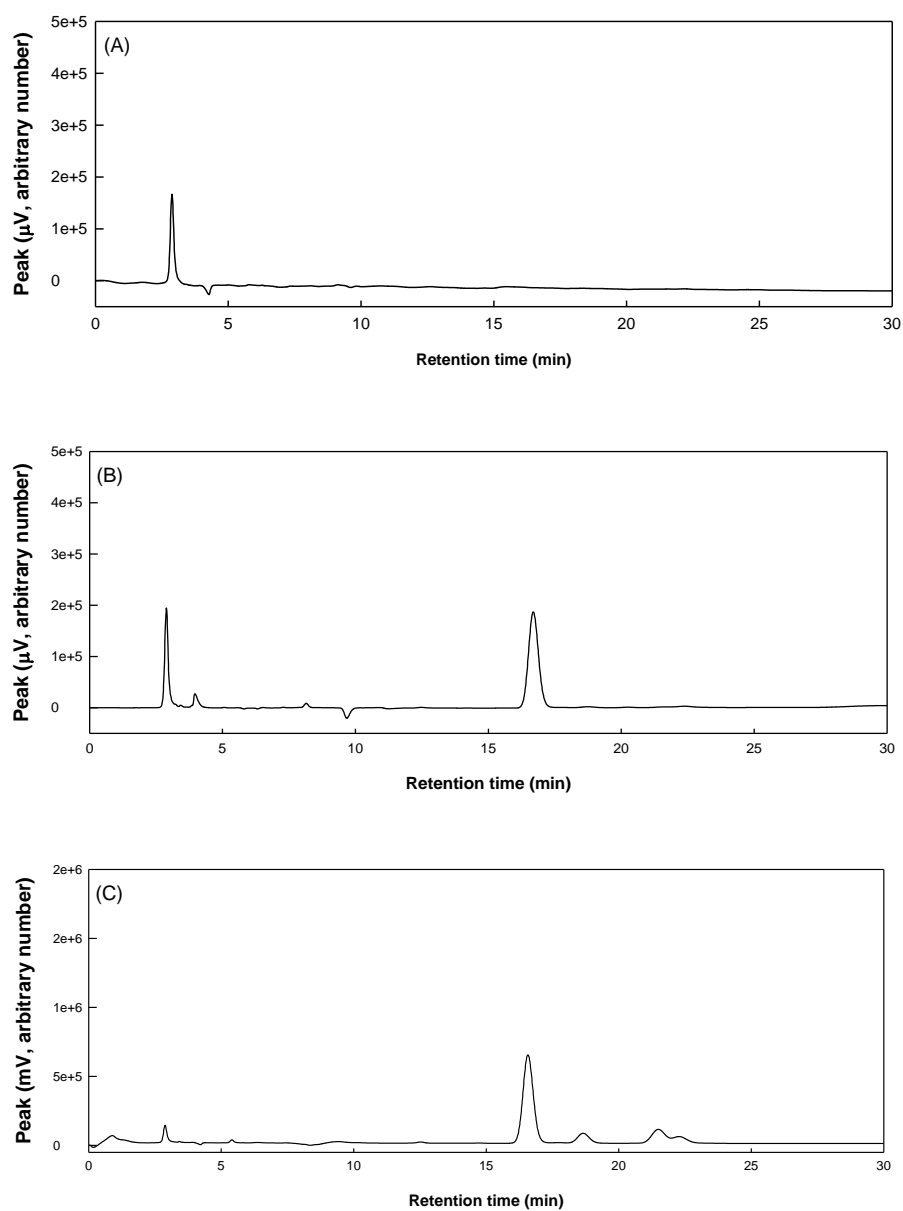 (A)
Peak (μV, arbitrary number)
5e+5
4e+5
3e+5
2e+5
1e+5
0
0 5 10 15 20 25 30
Retention time (min)
(B)
Peak (μV, arbitrary number)
5e+5
4e+5
3e+5
2e+5
1e+5
0
0 5 10 15 20 25 30
Retention time (min)
(C)
Peak (mV, arbitrary number)
2e+6
2e+6
1e+6
5e+5
0
0 5 10 15 20 25 30
Retention time (min)